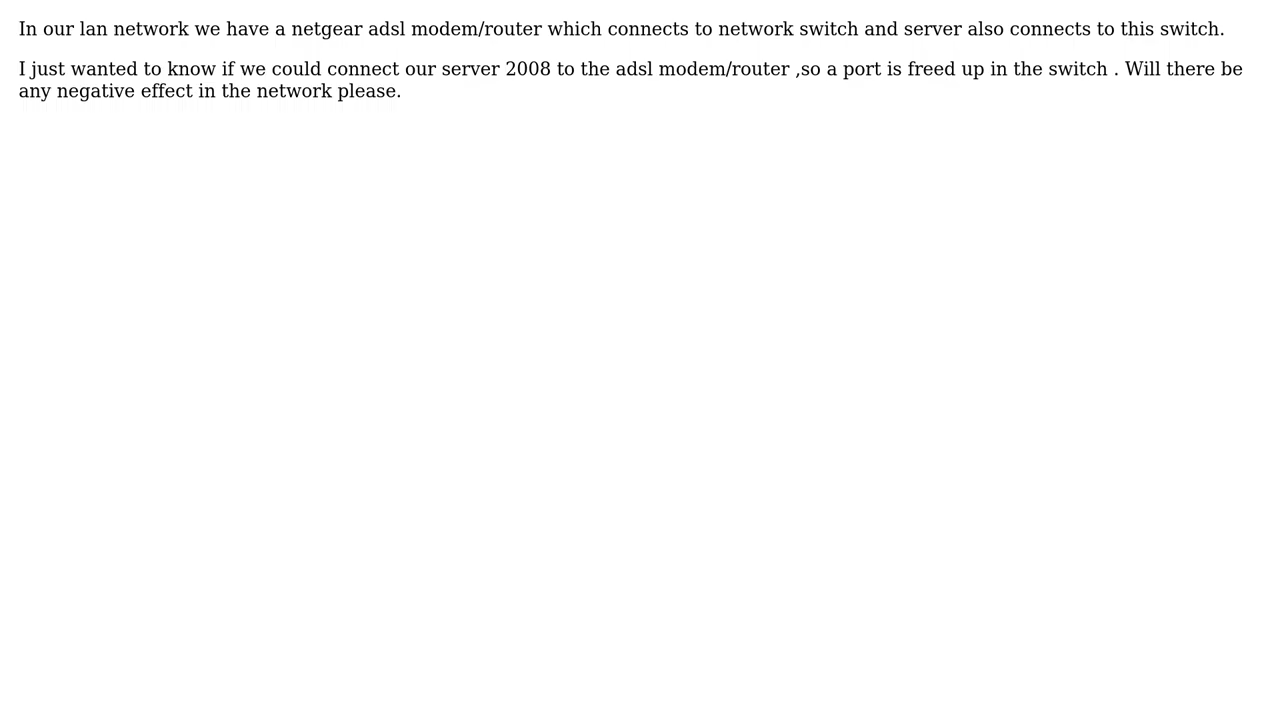 In our lan network we have a netgear adsl modem/router which connects to network switch and server also connects to this switch.
I just wanted to know if we could connect our server 2008 to the adsl modem/router ,so a port is freed up in the switch . Will there be
any negative effect in the network please.